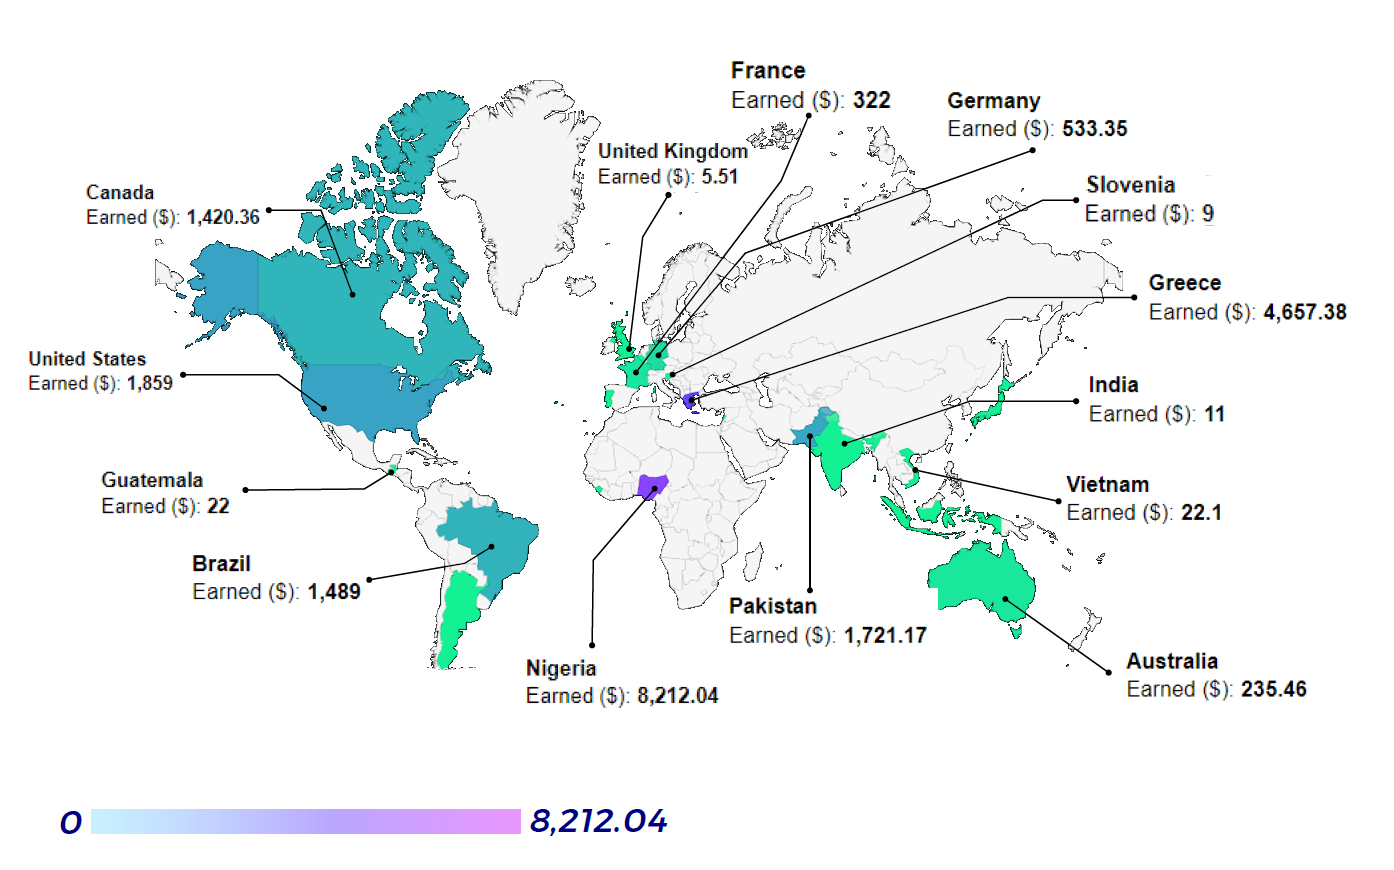 France
Earned ($): 322
Germany
Earned ($): 533.35
United Kingdom
Earned ($): 5.51
Slovenia
Earned ($): 9
Canada
Earned ($): 1,420.36
Greece
Earned ($): 4,657.38
United States
Earned ($): 1,859
India
Earned ($): 11
Guatemala
Earned ($): 22
Vietnam
Earned ($): 22.1
Brazil
Earned ($): 1,489
Pakistan
Earned ($): 1,721.17
Nigeria
Earned ($): 8,212.04
Australia
Earned ($): 235.46
0 8,212.04